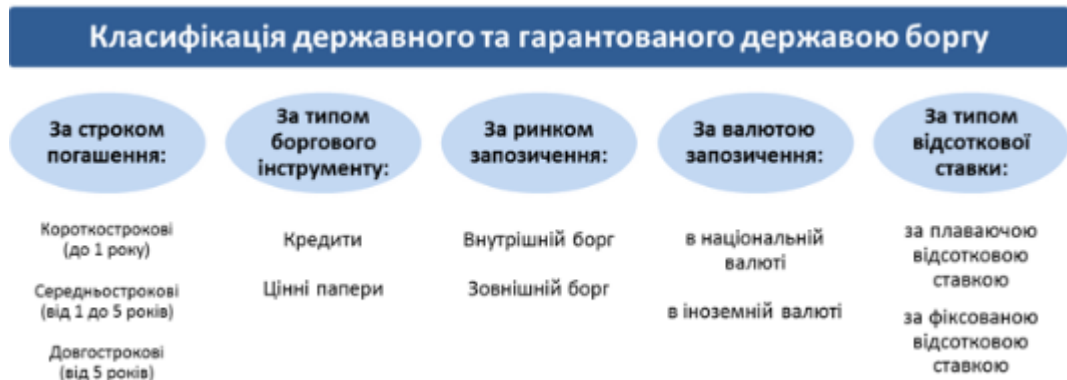 Класифікація державного та гарантованого державою боргу
За строком
погашення:
Короткострокові
(до 1 року)
Середньострокові
(від 1 до 5 років)
Довгострокові
(від 5 років)
За типом
боргового
інструменту:
Кредити
Цінні папери
За ринком
запозичення:
Внутрішній борг
Зовнішній борг
За валютою
запозичення:
в національній
валюті
в іноземній валюті
За типом
відсоткової
ставки:
за плаваючою
відсотковою
ставкою
за фіксованою
відсотковою
ставкою